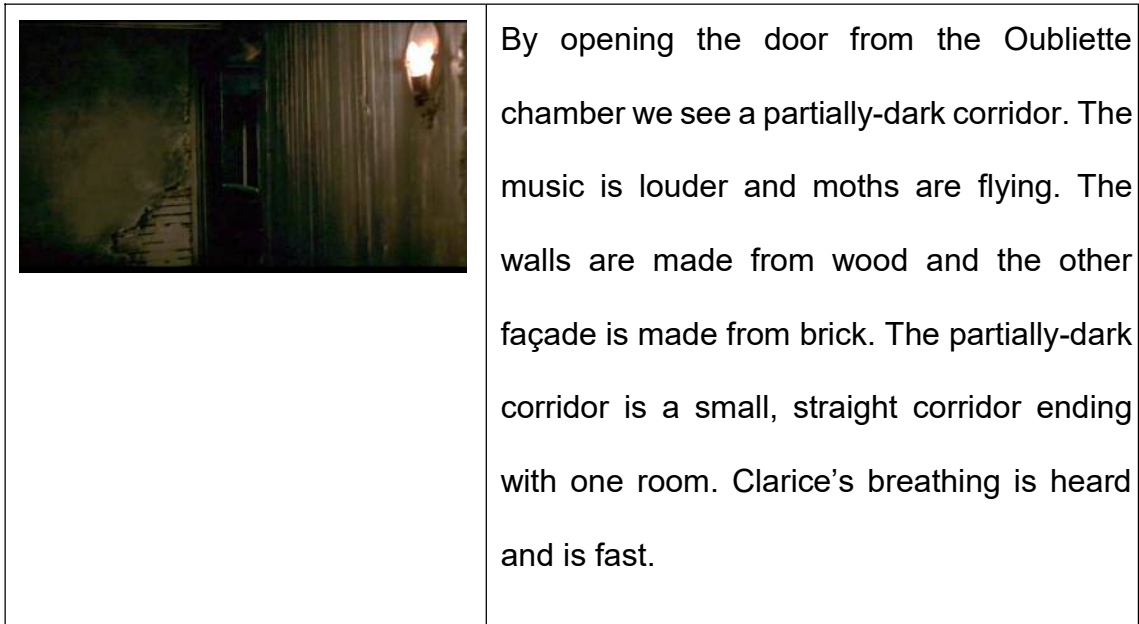 By opening the door from the Oubliette
chamber we see a partially-dark corridor. The
music is louder and moths are flying. The
walls are made from wood and the other
façade is made from brick. The partially-dark
corridor is a small, straight corridor ending
with one room. Clarice’s breathing is heard
and is fast.